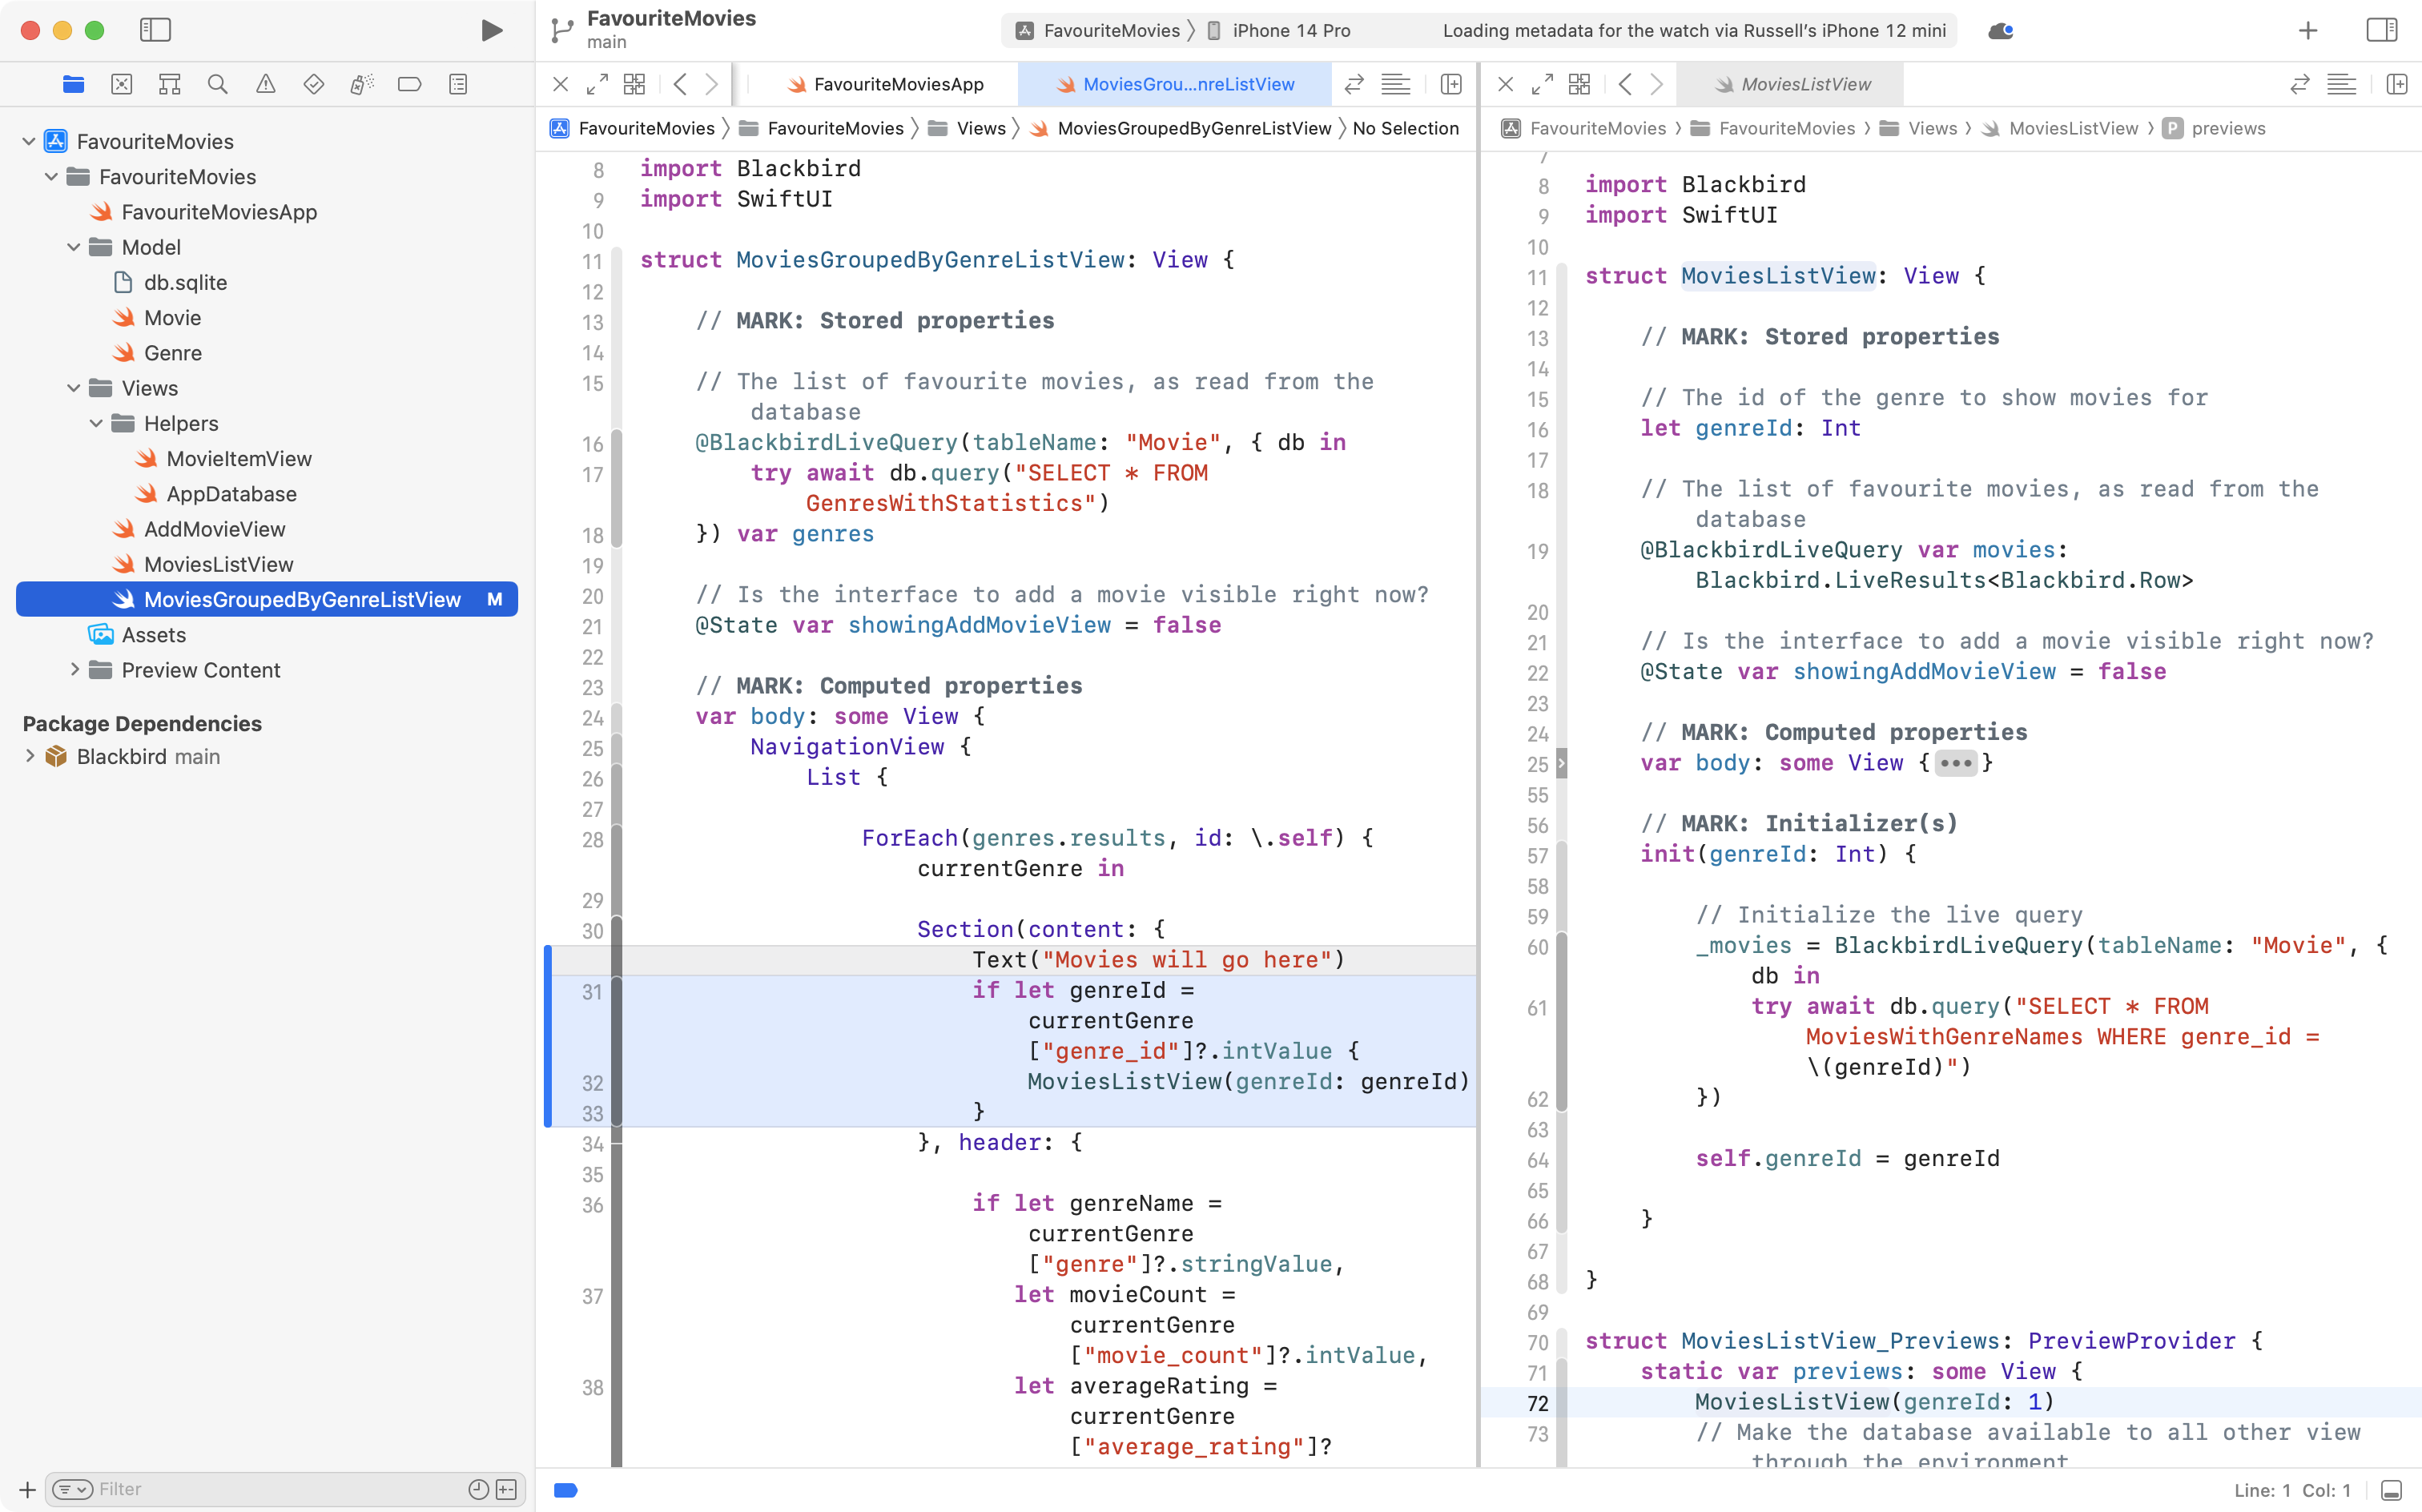 FavouriteMovies
main
FavouriteMovies
iPhone 14 Pro
Loading metadata for the watch via Russell’s iPhone 12 mini
FavouriteMovies
FavouriteMovies
FavouriteMoviesApp
Model
db.sqlite
Movie
Genre
Views
Helpers
MovieItemView
AppDatabase
AddMovieView
MoviesListView
MoviesGroupedByGenreListView M
Assets
Preview Content
Package Dependencies
Blackbird main
Filter
FavouriteMoviesApp
MoviesGrou...nreListView
FavouriteMovies
FavouriteMovies
Views
MoviesGroupedByGenreListView
No Selection
8 import Blackbird
9 import SwiftUI
10
11 struct MoviesGroupedByGenreListView: View {
12
13 // MARK: Stored properties
14
15 // The list of favourite movies, as read from the
database
16 @BlackbirdLiveQuery(tableName: "Movie", { db in
17 try await db.query("SELECT * FROM
GenresWithStatistics")
18 }) var genres
19
20 // Is the interface to add a movie visible right now?
21 @State var showingAddMovieView = false
22
23 // MARK: Computed properties
24 var body: some View {
25 NavigationView {
26 List {
27
28 ForEach(genres.results, id: \.self) {
currentGenre in
29
30 Section(content: {
Text("Movies will go here")
31 if let genreId =
currentGenre
["genre_id"]?.intValue {
32 MoviesListView(genreId: genreId)
33 }
34 }, header: {
35
36 if let genreName =
currentGenre
["genre"]?.stringValue,
37 let movieCount =
currentGenre
["movie_count"]?.intValue,
38 let averageRating =
currentGenre
["average_rating"]?
MoviesListView
FavouriteMovies
FavouriteMovies
Views
MoviesListView
P previews
7
8 import Blackbird
9 import SwiftUI
10
11 struct MoviesListView: View {
12
13 // MARK: Stored properties
14
15 // The id of the genre to show movies for
16 let genreId: Int
17
18 // The list of favourite movies, as read from the
database
19 @BlackbirdLiveQuery var movies:
Blackbird.LiveResults<Blackbird.Row>
20
21 // Is the interface to add a movie visible right now?
22 @State var showingAddMovieView = false
23
24 // MARK: Computed properties
25 var body: some View {•••}
55
56 // MARK: Initializer(s)
57 init(genreId: Int) {
58
59 // Initialize the live query
60 _movies = BlackbirdLiveQuery(tableName: "Movie", {
db in
61 try await db.query("SELECT * FROM
MoviesWithGenreNames WHERE genre_id =
\(genreId)")
62 })
63
64 self.genreId = genreId
65
66 }
67
68 }
69
70 struct MoviesListView_Previews: PreviewProvider {
71 static var previews: some View {
72 MoviesListView(genreId: 1)
73 // Make the database available to all other view
through the environment
Line: 1 Col: 1